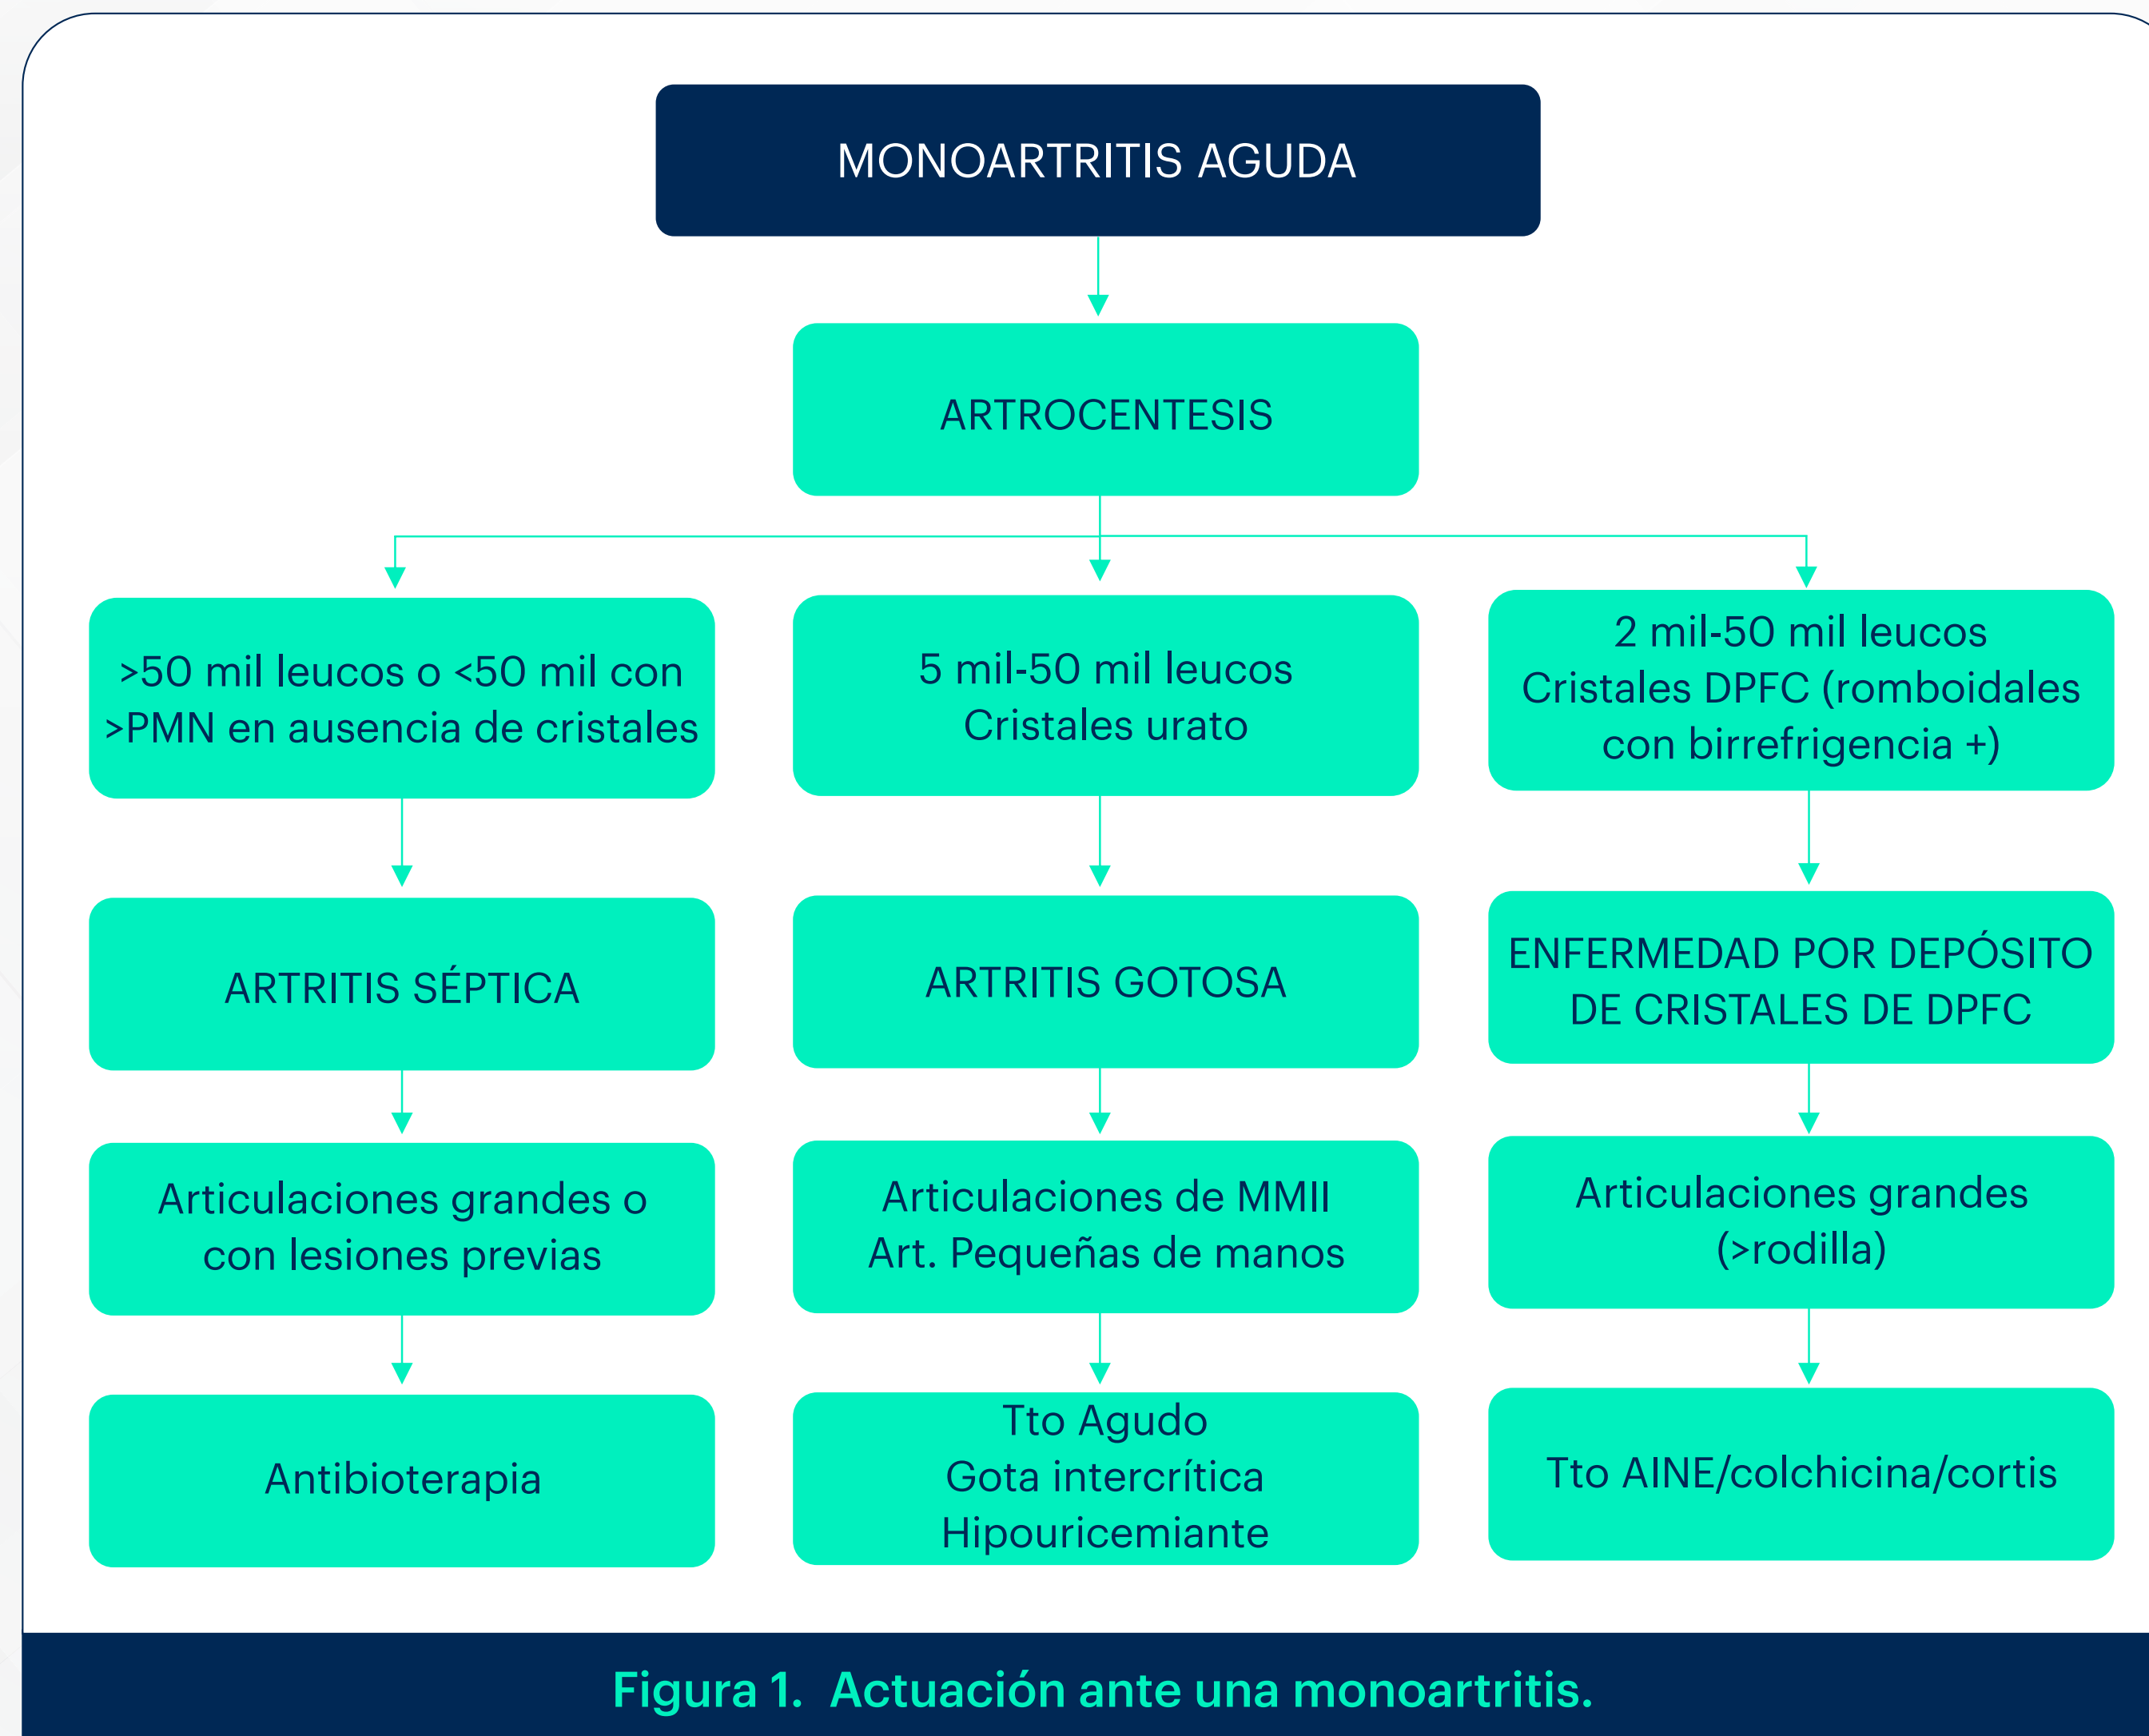 MONOARTRITIS AGUDA
ARTROCENTESIS
>50 mil leucos o <50 mil con
>PMN en ausencia de cristales
5 mil-50 mil leucos
Cristales urato
2 mil-50 mil leucos
Cristales DPFC (romboidales
con birrefrigencia +)
ARTRITIS SÉPTICA
ARTRITIS GOTOSA
ENFERMEDAD POR DEPÓSITO
DE CRISTALES DE DPFC
Articulaciones grandes o
con lesiones previas
Articulaciones de MMII
Art. Pequeñas de manos
Articulaciones grandes
(>rodilla)
Antibioterapia
Tto Agudo
Gota intercrítica
Hipouricemiante
Tto AINE/colchicina/cortis
Figura 1. Actuación ante una monoartritis.